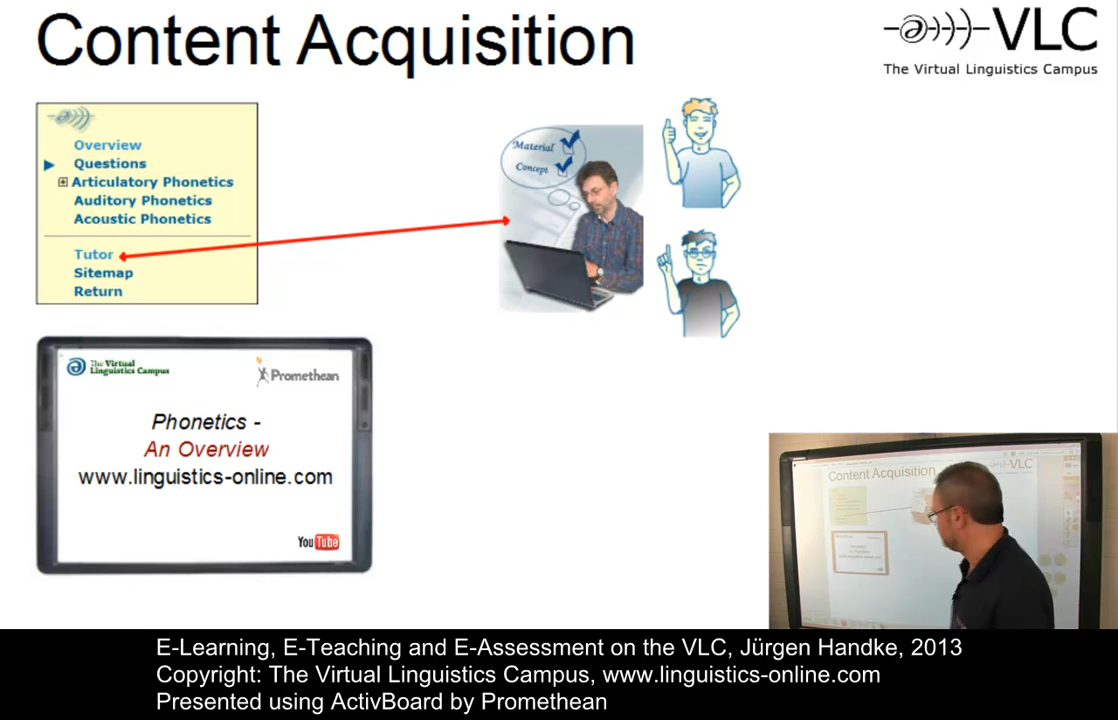 Content Acquisition
VLC
The Virtual Linguistics Campus
Overview
Questions
Articulatory Phonetics
Auditory Phonetics
Acoustic Phonetics
Tutor
Sitemap
Return
Material
Concept
The Virtual
Linguistics Campus
Promethean
Phonetics -
An Overview
www.linguistics-online.com
YouTube
Content Acquisition
VLC
E-Learning, E-Teaching and E-Assessment on the VLC, Jürgen Handke, 2013
Copyright: The Virtual Linguistics Campus, www.linguistics-online.com
Presented using ActivBoard by Promethean